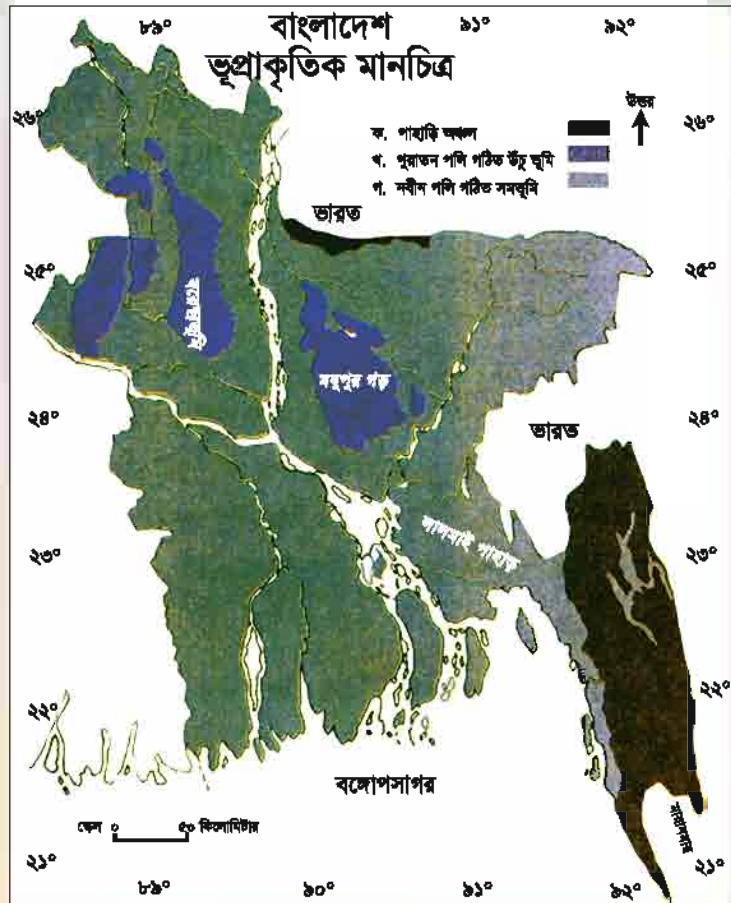 বাংলাদেশ
ভূপ্রাকৃতিক মানচিত্র
৮৯° ৯১° ৯২°
উত্তর
২৬° ২৬°
ক. পাহাড়ি অঞ্চল
খ. পুরাতন পলি গঠিত উঁচু ভূমি
গ. নবীন পলি গঠিত সমভূমি
ভারত
২৫° ২৫°
বরেন্দ্রভূমি
মধুপুর গড়
২৪° ২৪°
ভারত
লালমাই পাহাড়
২৩° ২৩°
২২° ২২°
বঙ্গোপসাগর
স্কেল ০ ৫০ কিলোমিটার
মায়ানমার
২১° ২১°
৮৯° ৯০° ৯১° ৯২°